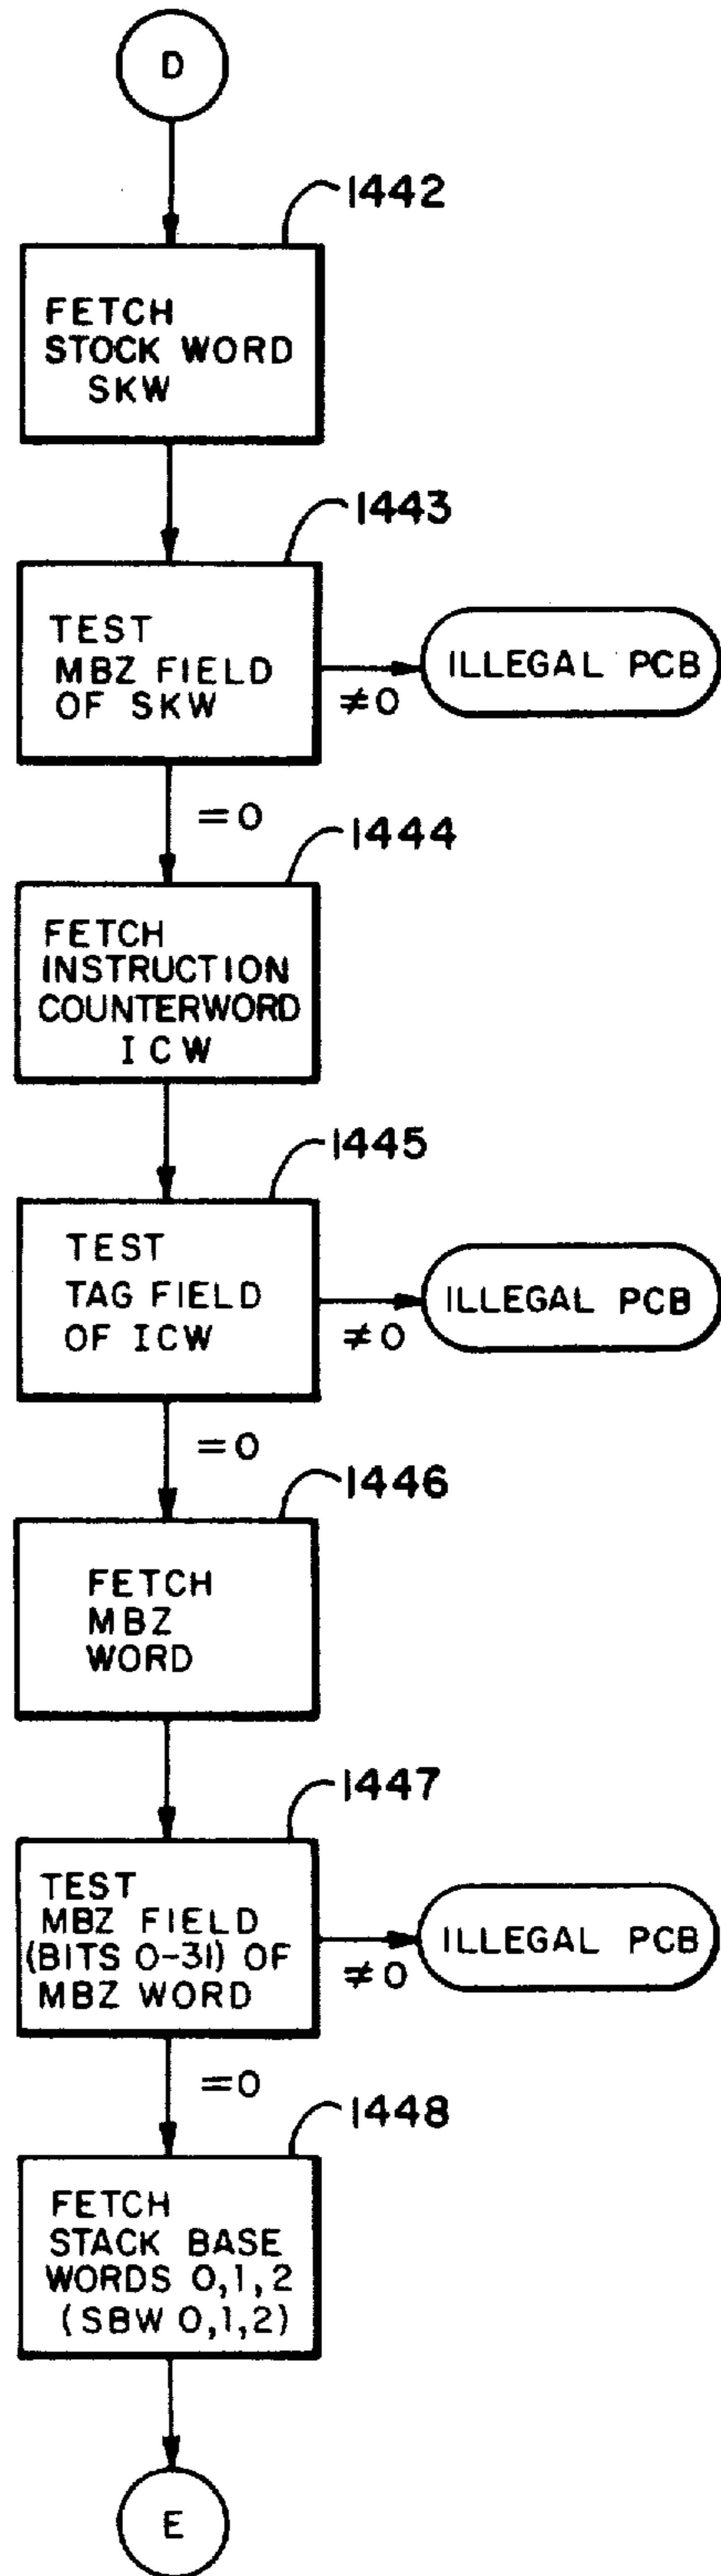 D
1442
FETCH
STOCK WORD
SKW
1443
TEST
MBZ FIELD
OF SKW
≠0
ILLEGAL PCB
=0
1444
FETCH
INSTRUCTION
COUNTERWORD
ICW
1445
TEST
TAG FIELD
OF ICW
≠0
ILLEGAL PCB
=0
1446
FETCH
MBZ
WORD
1447
TEST
MBZ FIELD
(BITS 0-31) OF
MBZ WORD
≠0
ILLEGAL PCB
=0
1448
FETCH
STACK BASE
WORDS 0,1,2
(SBW 0,1,2)
E